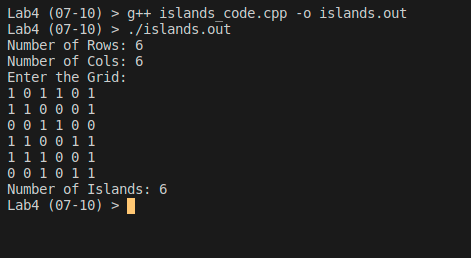 Lab4 (07-10) > g++ islands_code.cpp -o islands.out
Lab4 (07-10) > ./islands.out
Number of Rows: 6
Number of Cols: 6
Enter the Grid:
1 0 1 1 0 1
1 1 0 0 0 1
0 0 1 1 0 0
1 1 0 0 1 1
1 1 1 0 0 1
0 0 1 0 1 1
Number of Islands: 6
Lab4 (07-10) >